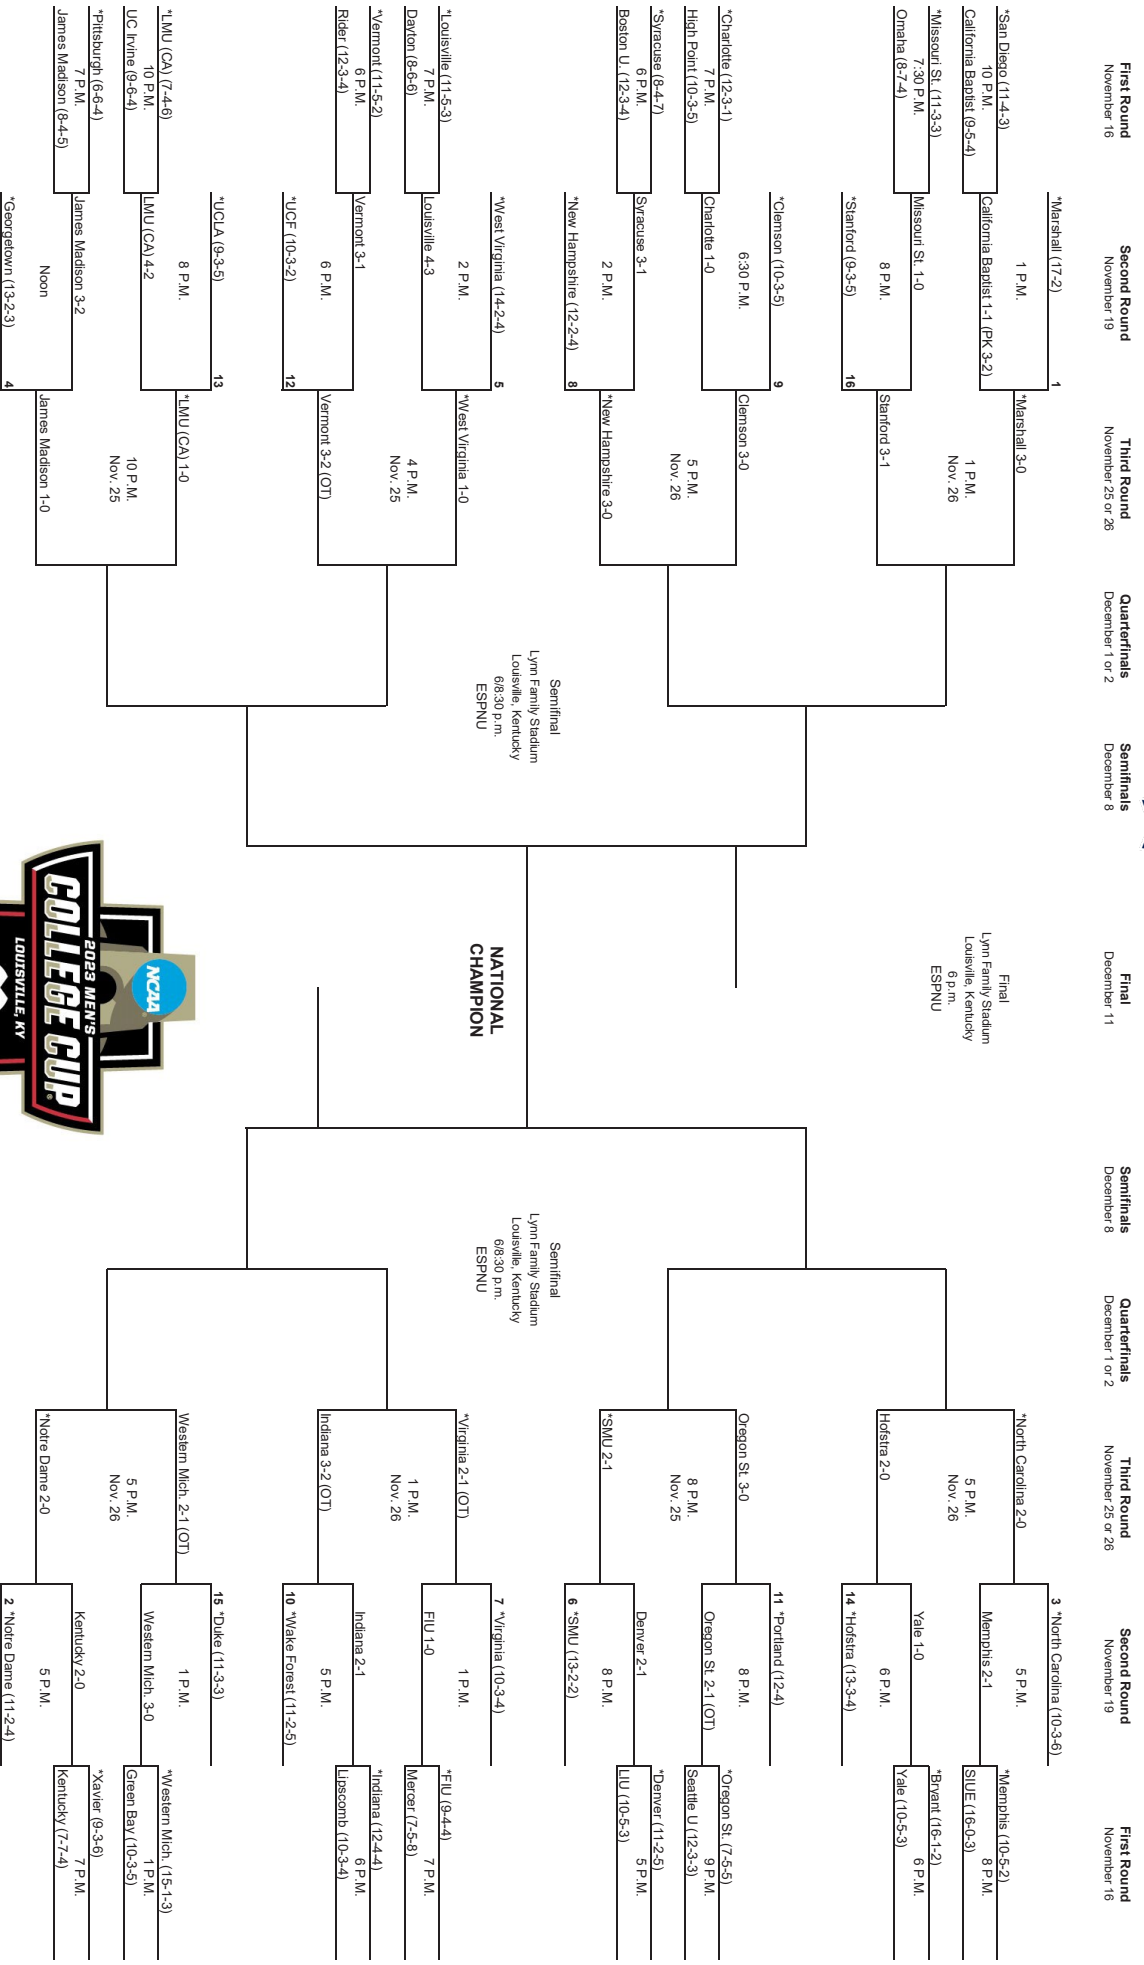 First Round
November 16
Second Round
November 19
Third Round
November 25 or 26
Quarterfinals
December 1 or 2
Semifinals
December 8
Final
December 11
Semifinals
December 8
Quarterfinals
December 1 or 2
Third Round
November 25 or 26
Second Round
November 19
First Round
November 16
*Marshall (17-2)
1
1 P.M.
*San Diego (11-4-3)
10 P.M.
California Baptist (9-5-4)
California Baptist 1-1 (PK 3-2)
*Marshall 3-0
1 P.M.
Nov. 26
*Missouri St. (11-3-3)
7:30 P.M.
Omaha (8-7-4)
Missouri St. 1-0
8 P.M.
*Stanford (9-3-5)
16
Stanford 3-1
*Clemson (10-3-5)
9
6:30 P.M.
*Charlotte (12-3-1)
7 P.M.
High Point (10-3-5)
Charlotte 1-0
Clemson 3-0
5 P.M.
Nov. 26
*Syracuse (8-4-7)
6 P.M.
Boston U. (12-3-4)
Syracuse 3-1
2 P.M.
*New Hampshire (12-2-4)
8
*New Hampshire 3-0
*West Virginia (14-2-4)
5
2 P.M.
*Louisville (11-5-3)
7 P.M.
Dayton (8-6-6)
Louisville 4-3
*West Virginia 1-0
4 P.M.
Nov. 25
*Vermont (11-5-2)
6 P.M.
Rider (12-3-4)
Vermont 3-1
6 P.M.
*UCF (10-3-2)
12
Vermont 3-2 (OT)
*UCLA (9-3-5)
13
8 P.M.
*LMU (CA) (7-4-6)
10 P.M.
UC Irvine (9-6-4)
LMU (CA) 4-2
*LMU (CA) 1-0
10 P.M.
Nov. 25
*Pittsburgh (6-6-4)
7 P.M.
James Madison (8-4-5)
James Madison 3-2
Noon
*Georgetown (13-2-3)
4
James Madison 1-0
Semifinal
Lynn Family Stadium
Louisville, Kentucky
6/8:30 p.m.
ESPNU
Final
Lynn Family Stadium
Louisville, Kentucky
6 p.m.
ESPNU
NATIONAL
CHAMPION
NCAA
2023 MEN'S
COLLEGE CUP
LOUISVILLE, KY
Semifinal
Lynn Family Stadium
Louisville, Kentucky
6/8:30 p.m.
ESPNU
3 *North Carolina (10-3-6)
5 P.M.
*Memphis (10-5-2)
8 P.M.
SIUE (16-0-3)
Memphis 2-1
*North Carolina 2-0
5 P.M.
Nov. 26
*Bryant (16-1-2)
6 P.M.
Yale (10-5-3)
Yale 1-0
6 P.M.
14 *Hofstra (13-3-4)
Hofstra 2-0
11 *Portland (12-4)
8 P.M.
*Oregon St. (7-5-5)
9 P.M.
Seattle U (12-3-3)
Oregon St. 2-1 (OT)
Oregon St. 3-0
8 P.M.
Nov. 25
*Denver (11-2-5)
5 P.M.
LIU (10-5-3)
Denver 2-1
8 P.M.
6 *SMU (13-2-2)
*SMU 2-1
7 *Virginia (10-3-4)
1 P.M.
*FIU (9-4-4)
7 P.M.
Mercer (7-5-8)
FIU 1-0
*Virginia 2-1 (OT)
1 P.M.
Nov. 26
*Indiana (12-4-4)
6 P.M.
Lipscomb (10-3-4)
Indiana 2-1
5 P.M.
10 *Wake Forest (11-2-5)
Indiana 3-2 (OT)
15 *Duke (11-3-3)
1 P.M.
*Western Mich. (15-1-3)
1 P.M.
Green Bay (10-3-5)
Western Mich. 3-0
Western Mich. 2-1 (OT)
5 P.M.
Nov. 26
*Xavier (9-3-6)
7 P.M.
Kentucky (7-7-4)
Kentucky 2-0
5 P.M.
2 *Notre Dame (11-2-4)
*Notre Dame 2-0